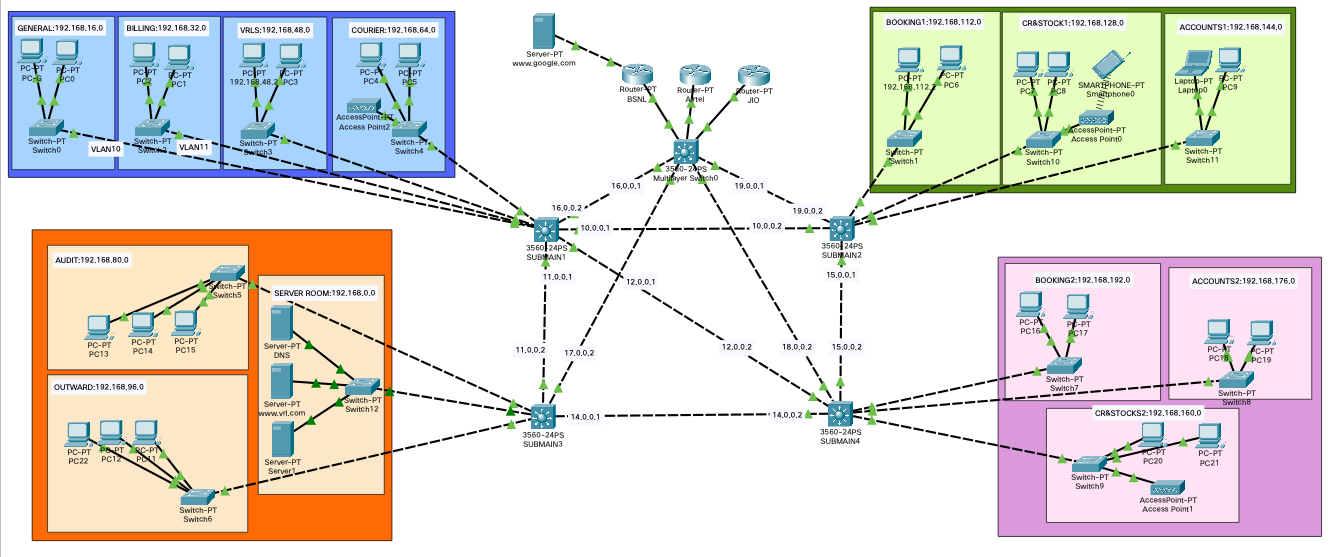 GENERAL:192.168.16.0
PC-PT
PC-G
PC-PT
PC0
Switch-PT
Switch0
VLAN10
BILLING:192.168.32.0
PC-PT
PC2
PC-PT
PC1
Switch-PT
VLAN11
VRLS:192.168.48.0
PC-PT
192.168.48.2
PC-PT
PC3
Switch-PT
Switch3
COURIER:192.168.64.0
PC-PT
PC4
PC-PT
PC5
AccessPoint-PT
Access Point2
Switch-PT
Switch4
Server-PT
www.google.com
Router-PT
BSNL
Router-PT
Airtel
Router-PT
JIO
3560-24PS
Multilayer Switch0
16.0.0.1
19.0.0.1
16.0.0.2
19.0.0.2
10.0.0.1
10.0.0.2
3560-24PS
SUBMAIN1
3560-24PS
SUBMAIN2
11.0.0.1
12.0.0.1
15.0.0.1
11.0.0.2
17.0.0.2
12.0.0.2
18.0.0.2
15.0.0.2
14.0.0.1
14.0.0.2
3560-24PS
SUBMAIN3
3560-24PS
SUBMAIN4
BOOKING1:192.168.112.0
PC-PT
192.168.112.2
PC-PT
PC6
Switch-PT
Switch1
CR&STOCK1:192.168.128.0
PC-PT
PC7
PC-PT
PC8
SMARTPHONE-PT
Smartphone0
AccessPoint-PT
Access Point0
Switch-PT
Switch10
ACCOUNTS1:192.168.144.0
Laptop-PT
Laptop0
PC-PT
PC9
Switch-PT
Switch11
AUDIT:192.168.80.0
Switch-PT
Switch5
PC-PT
PC13
PC-PT
PC14
PC-PT
PC15
SERVER ROOM:192.168.0.0
Server-PT
DNS
Server-PT
www.vrl.com
Server-PT
Server1
Switch-PT
Switch12
OUTWARD:192.168.96.0
PC-PT
PC22
PC-PT
PC12
PC-PT
PC11
Switch-PT
Switch6
BOOKING2:192.168.192.0
PC-PT
PC16
PC-PT
PC17
Switch-PT
Switch7
ACCOUNTS2:192.168.176.0
PC-PT
PC18
PC-PT
PC19
Switch-PT
Switch8
CR&STOCKS2:192.168.160.0
PC-PT
PC20
PC-PT
PC21
Switch-PT
Switch9
AccessPoint-PT
Access Point1